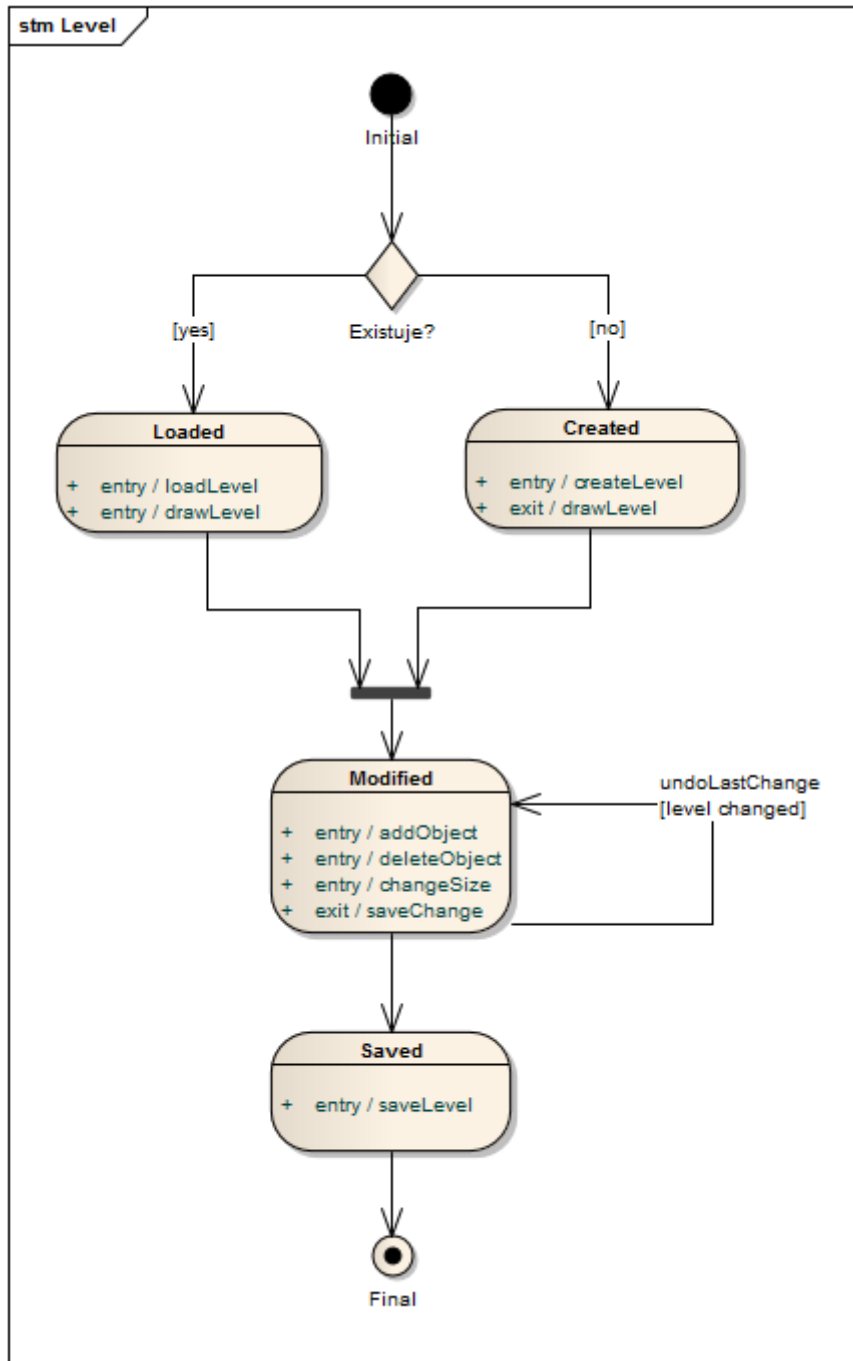 stm Level
Initial
Existuje?
[yes]
[no]
Loaded
+ entry / loadLevel
+ entry / drawLevel
Created
+ entry / createLevel
+ exit / drawLevel
Modified
+ entry / addObject
+ entry / deleteObject
+ entry / changeSize
+ exit / saveChange
undoLastChange
[level changed]
Saved
+ entry / saveLevel
Final